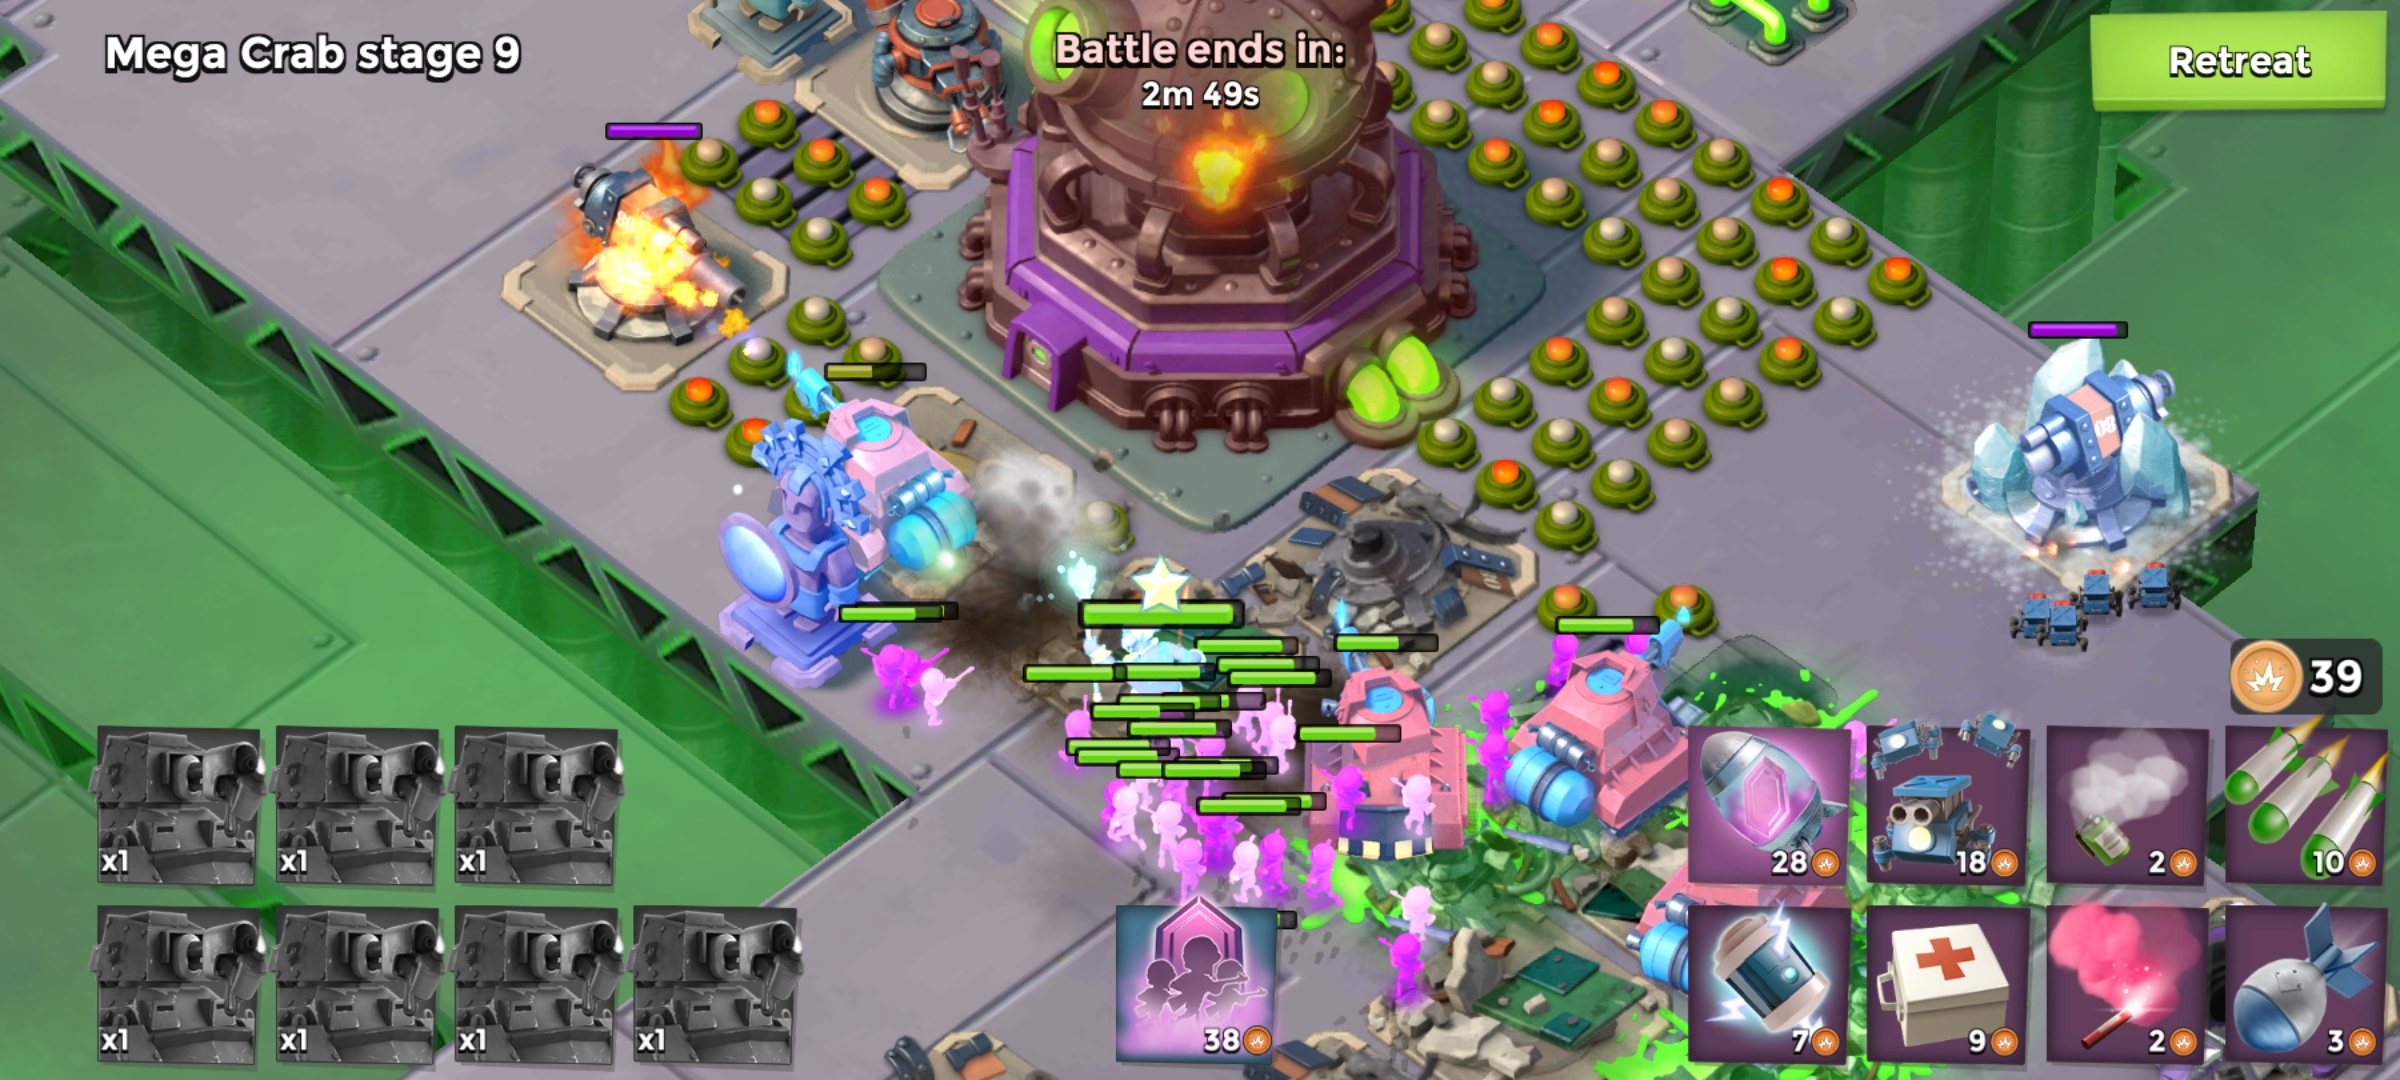 Mega Crab stage 9
Battle ends in:
2m 49s
Retreat
39
x1
x1
x1
28
18
2
10
x1
x1
x1
x1
38
7
9
2
3